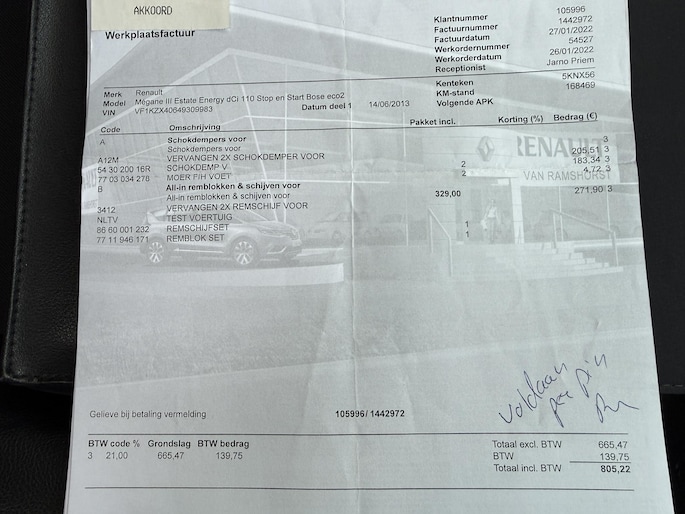 AKKOORD
Werkplaatsfactuur
Klantnummer 105996
Factuurnummer 1442972
Factuurdatum 27/01/2022
Werkordernummer 54527
Werkorderdatum 26/01/2022
Receptionist Jarno Priem
Kenteken 5KNX56
KM-stand 168469
Volgende APK
Merk Renault
Model Mégane III Estate Energy dCi 110 Stop en Start Bose eco2
VIN VF1KZX40649309983 Datum deel 1 14/06/2013
Code Omschrijving Pakket incl. Korting (%) Bedrag (€)
A Schokdempers voor 3
Schokdempers voor
A12M VERVANGEN 2X SCHOKDEMPER VOOR 205,51 3
54 30 200 16R SCHOKDEMP V 2 183,34 3
77 03 034 278 MOER FIH VOET 2 4,72 3
B All-in remblokken & schijven voor 3
All-in remblokken & schijven voor 329,00 271,90
3412 VERVANGEN 2X REMSCHIJF VOOR
NLTV TEST VOERTUIG
86 60 001 232 REMSCHIJFSET 1
77 11 946 171 REMBLOK SET 1
RENAULT
VAN RAMSHORST
voldaan
per pin
Gelieve bij betaling vermelding 105996/ 1442972
BTW code % Grondslag BTW bedrag
3 21,00 665,47 139,75
Totaal excl. BTW 665,47
BTW 139,75
Totaal incl. BTW 805,22